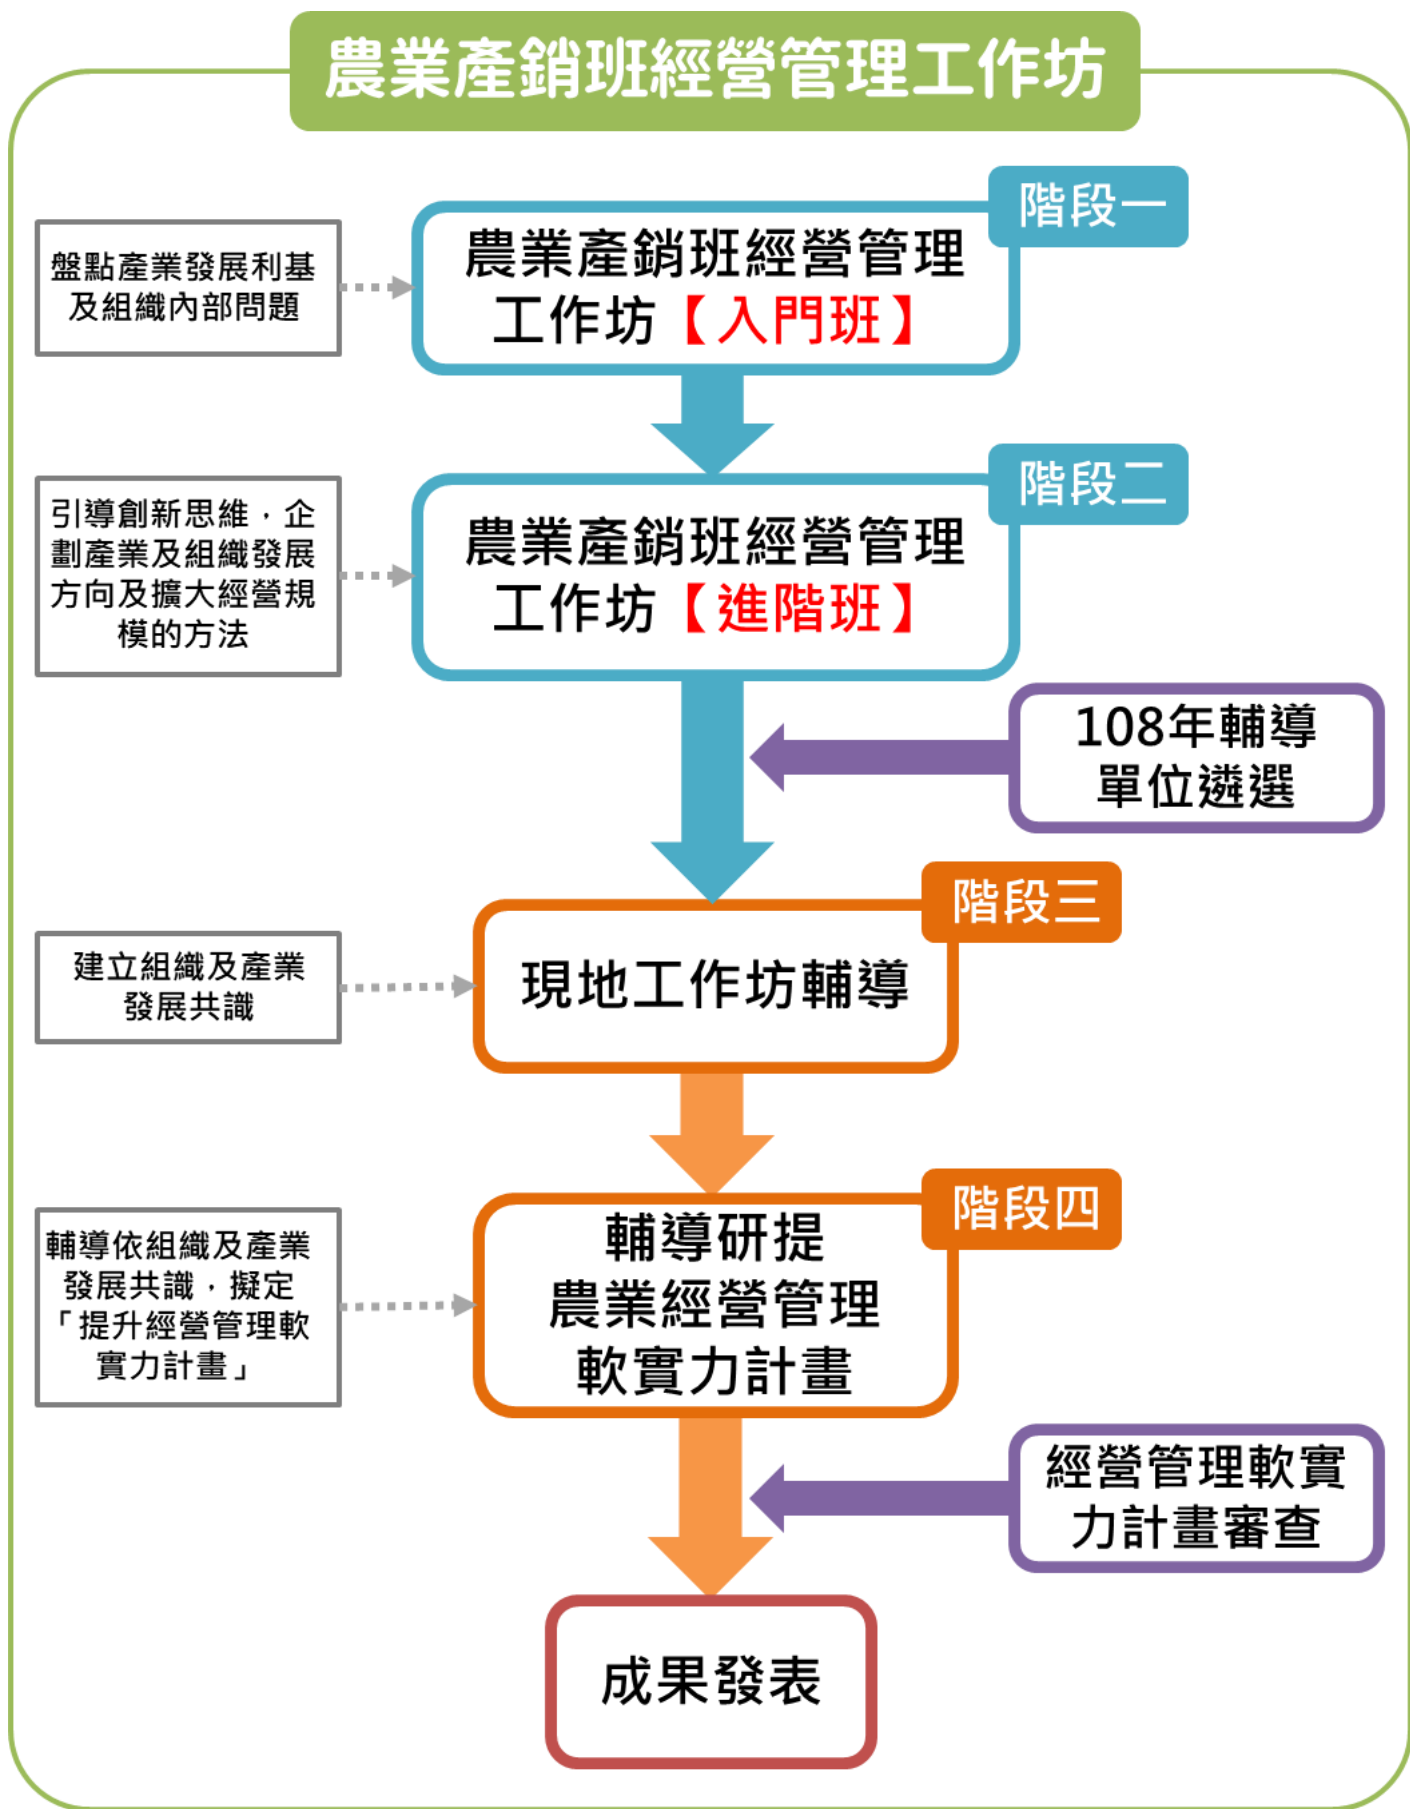 農業產銷班經營管理工作坊
階段一
盤點產業發展利基
及組織內部問題
農業產銷班經營管理
工作坊【入門班】
階段二
引導創新思維，企
劃產業及組織發展
方向及擴大經營規
模的方法
農業產銷班經營管理
工作坊【進階班】
108年輔導
單位遴選
階段三
建立組織及產業
發展共識
現地工作坊輔導
階段四
輔導依組織及產業
發展共識，擬定
「提升經營管理軟
實力計畫」
輔導研提
農業經營管理
軟實力計畫
經營管理軟實
力計畫審查
成果發表